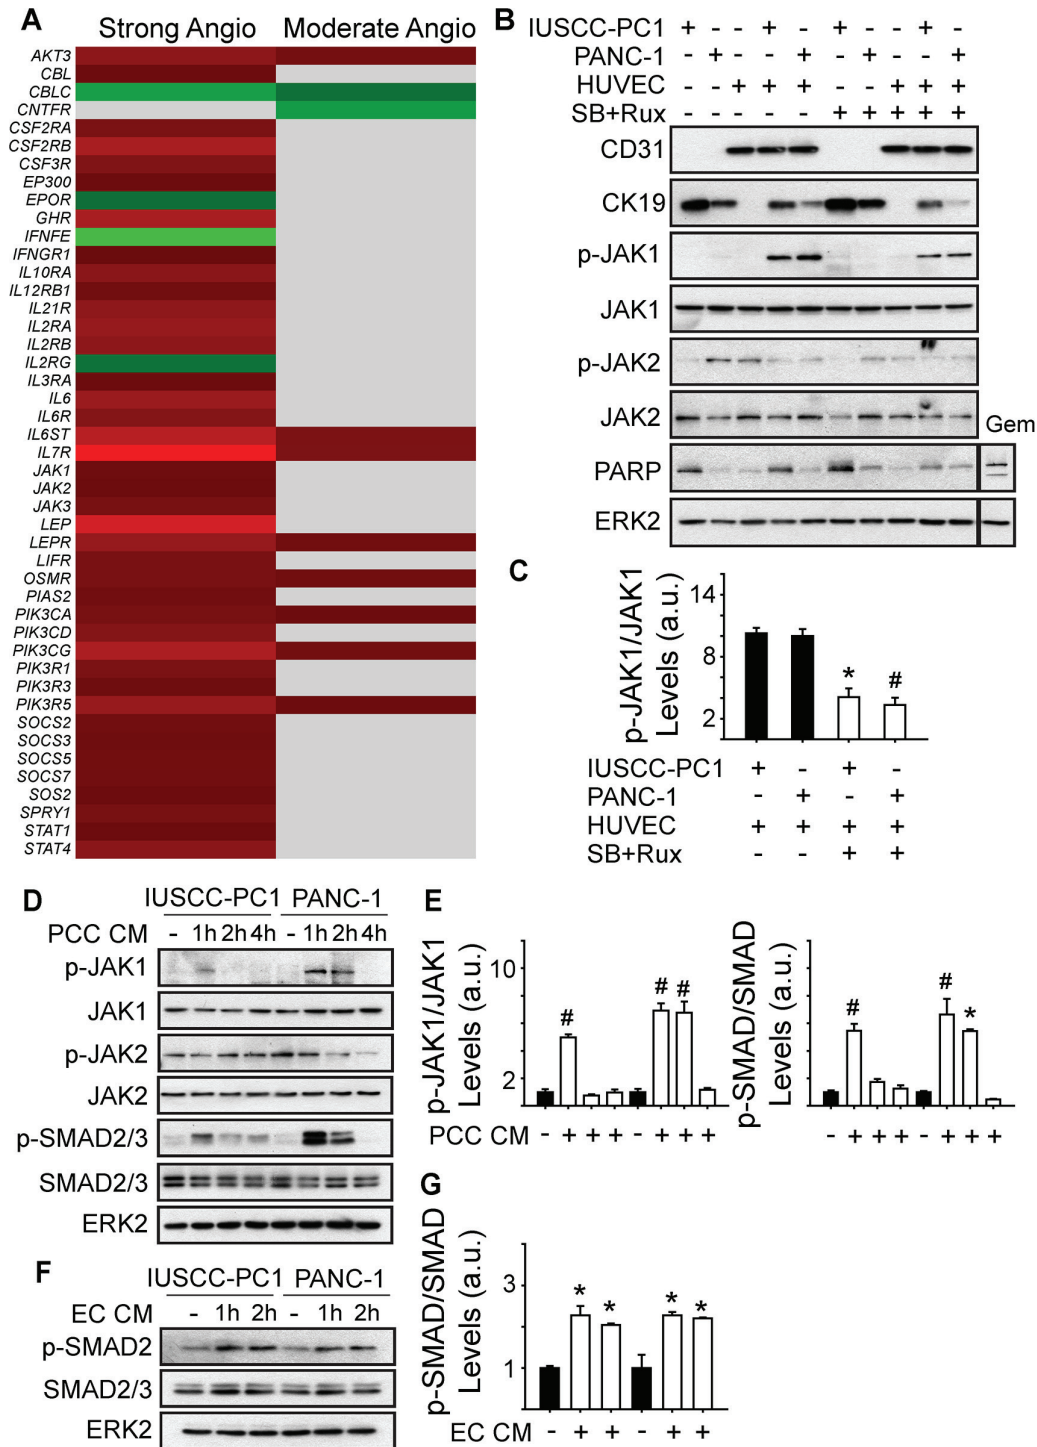 A
Strong Angio Moderate Angio
AKT3
CBL
CBLC
CNTFR
CSF2RA
CSF2RB
CSF3R
EP300
EPOR
GHR
IFNFE
IFNGR1
IL10RA
IL12RB1
IL21R
IL2RA
IL2RB
IL2RG
IL3RA
IL6
IL6R
IL6ST
IL7R
JAK1
JAK2
JAK3
LEP
LEPR
LIFR
OSMR
PIAS2
PIK3CA
PIK3CD
PIK3CG
PIK3R1
PIK3R3
PIK3R5
SOCS2
SOCS3
SOCS5
SOCS7
SOS2
SPRY1
STAT1
STAT4
B
IUSCC-PC1 + - - + - + - - + -
PANC-1 - + - - + - + - - +
HUVEC - - + + + - - + + +
SB+Rux - - - - - + + + + +
CD31
CK19
p-JAK1
JAK1
p-JAK2
JAK2
Gem
PARP
ERK2
C
p-JAK1/JAK1
Levels (a.u.)
14
8
2
* #
IUSCC-PC1 + - + -
PANC-1 - + - +
HUVEC + + + +
SB+Rux - - + +
D
IUSCC-PC1 PANC-1
PCC CM - 1h 2h 4h - 1h 2h 4h
p-JAK1
JAK1
p-JAK2
JAK2
p-SMAD2/3
SMAD2/3
ERK2
E
p-JAK1/JAK1
Levels (a.u.)
10
2
# # #
PCC CM - + + + - + + +
p-SMAD/SMAD
Levels (a.u.)
10
2
# # *
- + + + - + + +
F
IUSCC-PC1 PANC-1
EC CM - 1h 2h - 1h 2h
p-SMAD2
SMAD2/3
ERK2
G
p-SMAD/SMAD
Levels (a.u.)
3
1
* * * *
EC CM - + + - + +